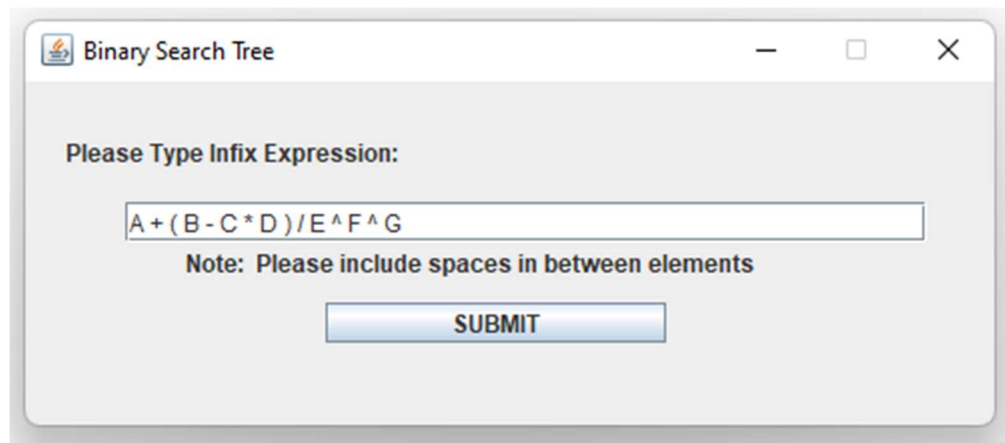 Binary Search Tree
Please Type Infix Expression:
A + ( B - C * D ) / E ^ F ^ G
Note: Please include spaces in between elements
SUBMIT